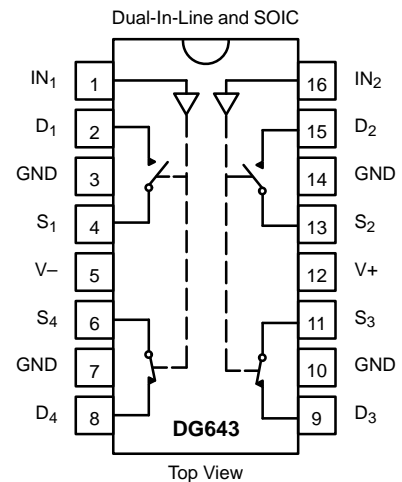 Dual-In-Line and SOIC
IN1 1 16 IN2
D1 2 15 D2
GND 3 14 GND
S1 4 13 S2
V– 5 12 V+
S4 6 11 S3
GND 7 10 GND
D4 8 9 D3
DG643
Top View